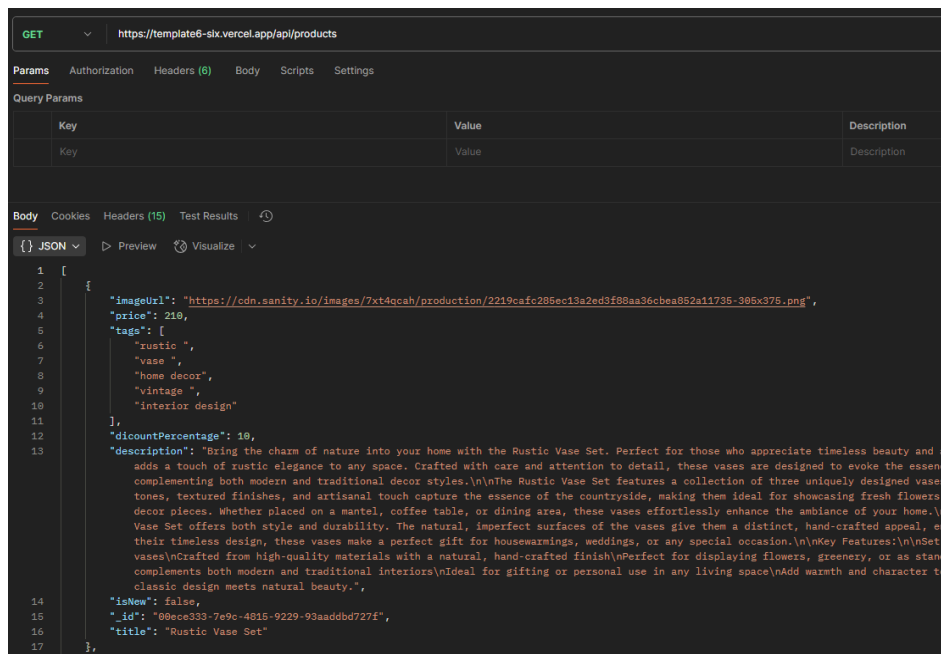 GET https://template6-six.vercel.app/api/products
Params Authorization Headers (6) Body Scripts Settings
Query Params
Key Value Description
Key Value Description
Body Cookies Headers (15) Test Results
{ } JSON Preview Visualize
1 [
2 {
3 "imageUrl": "https://cdn.sanity.io/images/7xt4qcah/production/2219cafc285ec13a2ed3f88aa36cbea852a11735-305x375.png",
4 "price": 210,
5 "tags": [
6 "rustic ",
7 "vase ",
8 "home decor",
9 "vintage ",
10 "interior design"
11 ],
12 "dicountPercentage": 10,
13 "description": "Bring the charm of nature into your home with the Rustic Vase Set. Perfect for those who appreciate timeless beauty and
adds a touch of rustic elegance to any space. Crafted with care and attention to detail, these vases are designed to evoke the
complementing both modern and traditional decor styles.\n\nThe Rustic Vase Set features a collection of three uniquely designed vases
tones, textured finishes, and artisanal touch capture the essence of the countryside, making them ideal for showcasing fresh flowers
decor pieces. Whether placed on a mantel, coffee table, or dining area, these vases effortlessly enhance the ambiance of your home.\
Vase Set offers both style and durability. The natural, imperfect surfaces of the vases give them a distinct, hand-crafted appeal,
their timeless design, these vases make a perfect gift for housewarmings, weddings, or any special occasion.\n\nKey Features:\n\nSet
vases\nCrafted from high-quality materials with a natural, hand-crafted finish\nPerfect for displaying flowers, greenery, or as
complements both modern and traditional interiors\nIdeal for gifting or personal use in any living space\nAdd warmth and character
classic design meets natural beauty.",
14 "isNew": false,
15 "_id": "00ece333-7e9c-4815-9229-93aaddbd727f",
16 "title": "Rustic Vase Set"
17 },